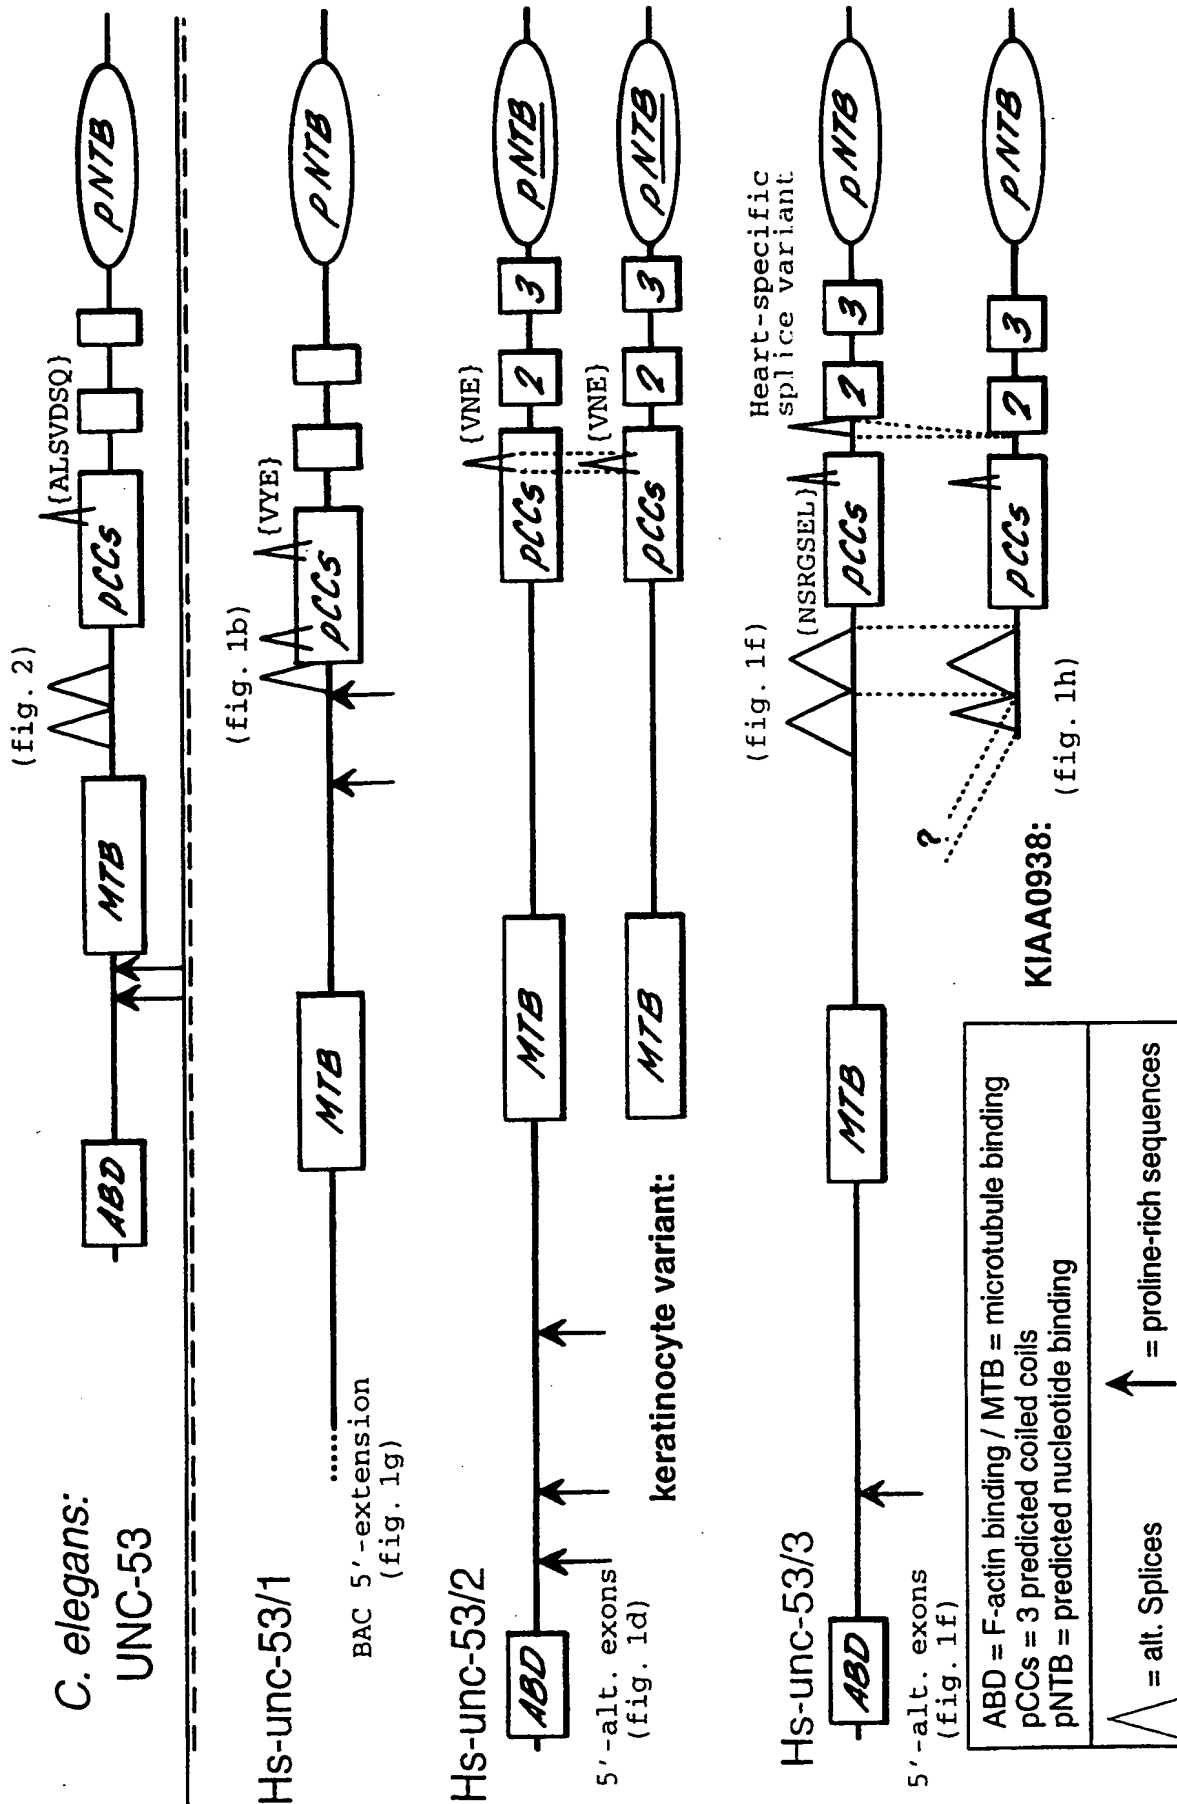 C. elegans:
UNC-53
(fig. 2)
{ALSVDSQ}
ABD
MTB
pCCs
pNTB
Hs-unc-53/1
BAC 5'-extension
(fig. 1g)
(fig. 1b)
{VYE}
MTB
pCCs
pNTB
Hs-unc-53/2
5'-alt. exons
(fig. 1d)
{VNE}
ABD
MTB
pCCs
2
3
pNTB
keratinocyte variant:
{VNE}
MTB
pCCs
2
3
pNTB
Hs-unc-53/3
5'-alt. exons
(fig. 1f)
(fig. 1f)
{NSRGSEL}
Heart-specific
splice variant
ABD
MTB
pCCs
2
3
pNTB
KIAA0938:
?
(fig. 1h)
pCCs
2
3
pNTB
ABD = F-actin binding / MTB = microtubule binding
pCCs = 3 predicted coiled coils
pNTB = predicted nucleotide binding
= alt. Splices
= proline-rich sequences